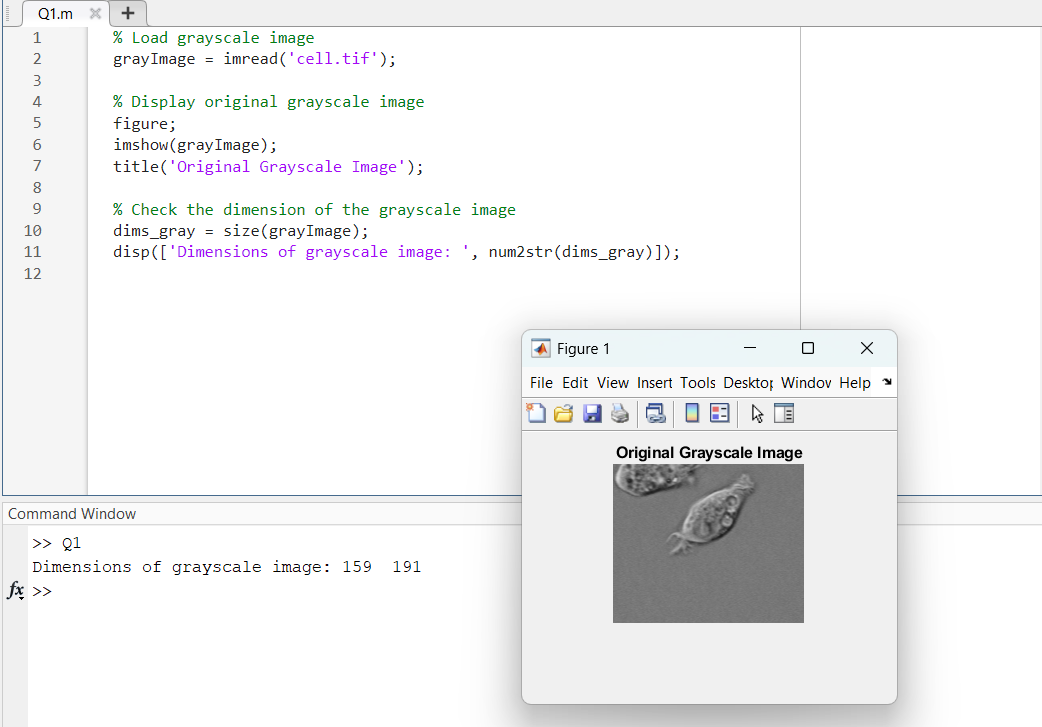 Q1.m
1 % Load grayscale image
2 grayImage = imread('cell.tif');
3
4 % Display original grayscale image
5 figure;
6 imshow(grayImage);
7 title('Original Grayscale Image');
8
9 % Check the dimension of the grayscale image
10 dims_gray = size(grayImage);
11 disp(['Dimensions of grayscale image: ', num2str(dims_gray)]);
12
Figure 1
File Edit View Insert Tools Desktop Window Help
Original Grayscale Image
Command Window
>> Q1
Dimensions of grayscale image: 159  191
fx >>